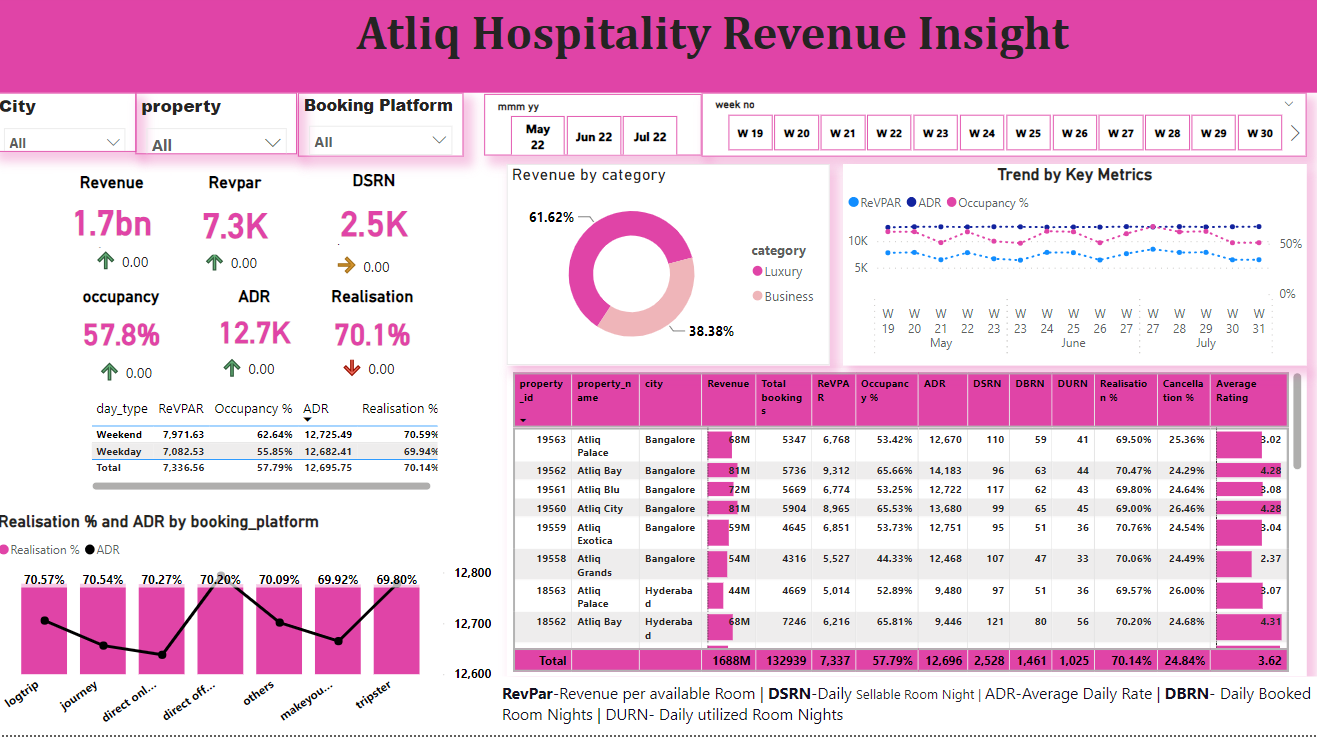 Atliq Hospitality Revenue Insight
City
All
property
All
Booking Platform
All
mmm yy
May 22
Jun 22
Jul 22
week no
W 19 W 20 W 21 W 22 W 23 W 24 W 25 W 26 W 27 W 28 W 29 W 30
Revenue
1.7bn
0.00
Revpar
7.3K
0.00
DSRN
2.5K
0.00
occupancy
57.8%
0.00
ADR
12.7K
0.00
Realisation
70.1%
0.00
day_type ReVPAR Occupancy % ADR Realisation %
Weekend 7,971.63 62.64% 12,725.49 70.59%
Weekday 7,082.53 55.85% 12,682.41 69.94%
Total 7,336.56 57.79% 12,695.75 70.14%
Realisation % and ADR by booking_platform
Realisation % ADR
70.57% 70.54% 70.27% 70.20% 70.09% 69.92% 69.80%
12,800
12,700
12,600
logtrip
journey
direct onl...
direct off...
others
makeyou...
tripster
Revenue by category
61.62%
38.38%
category
Luxury
Business
Trend by Key Metrics
ReVPAR ADR Occupancy %
10K
5K
50%
0%
W 19 W 20 W 21 W 22 W 23 W 23 W 24 W 25 W 26 W 27 W 27 W 28 W 29 W 30 W 31
May June July
property_id property_name city Revenue Total bookings ReVPAR Occupancy % ADR DSRN DBRN DURN Realisation % Cancellation % Average Rating
19563 Atliq Palace Bangalore 68M 5347 6,768 53.42% 12,670 110 59 41 69.50% 25.36% 3.02
19562 Atliq Bay Bangalore 81M 5736 9,312 65.66% 14,183 96 63 44 70.47% 24.29% 4.28
19561 Atliq Blu Bangalore 72M 5669 6,774 53.25% 12,722 117 62 43 69.80% 24.64% 3.08
19560 Atliq City Bangalore 81M 5904 8,965 65.53% 13,680 99 65 45 69.00% 26.46% 4.28
19559 Atliq Exotica Bangalore 59M 4645 6,851 53.73% 12,751 95 51 36 70.76% 24.54% 3.04
19558 Atliq Grands Bangalore 54M 4316 5,527 44.33% 12,468 107 47 33 70.06% 24.49% 2.37
18563 Atliq Palace Hyderabad 44M 4669 5,014 52.89% 9,480 97 51 36 69.57% 26.00% 3.07
18562 Atliq Bay Hyderabad 68M 7246 6,216 65.81% 9,446 121 80 56 70.20% 24.68% 4.31
Total 1688M 132939 7,337 57.79% 12,696 2,528 1,461 1,025 70.14% 24.84% 3.62
RevPar-Revenue per available Room | DSRN-Daily Sellable Room Night | ADR-Average Daily Rate | DBRN- Daily Booked
Room Nights | DURN- Daily utilized Room Nights